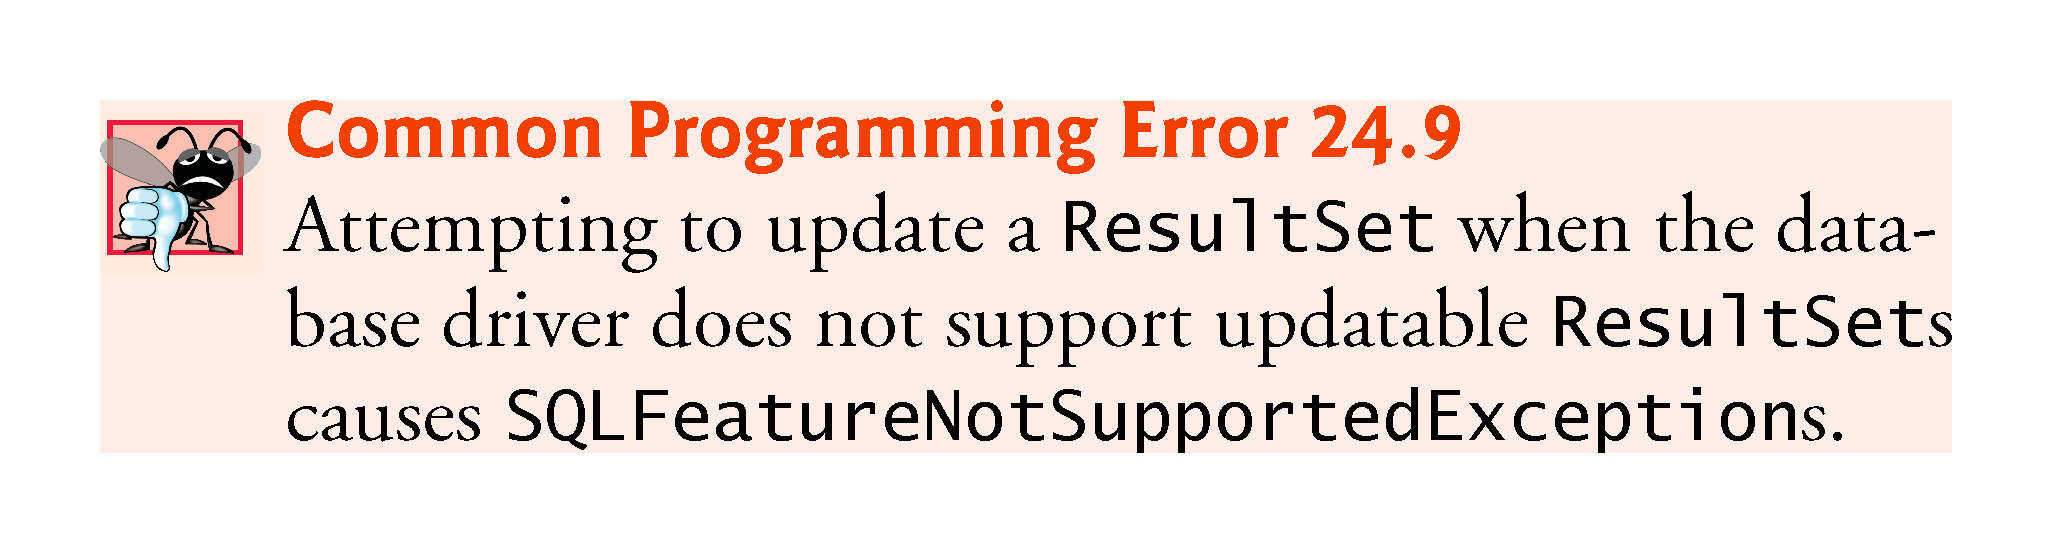 Common Programming Error 24.9
Attempting to update a ResultSet when the data-
base driver does not support updatable ResultSets
causes SQLFeatureNotSupportedExceptions.